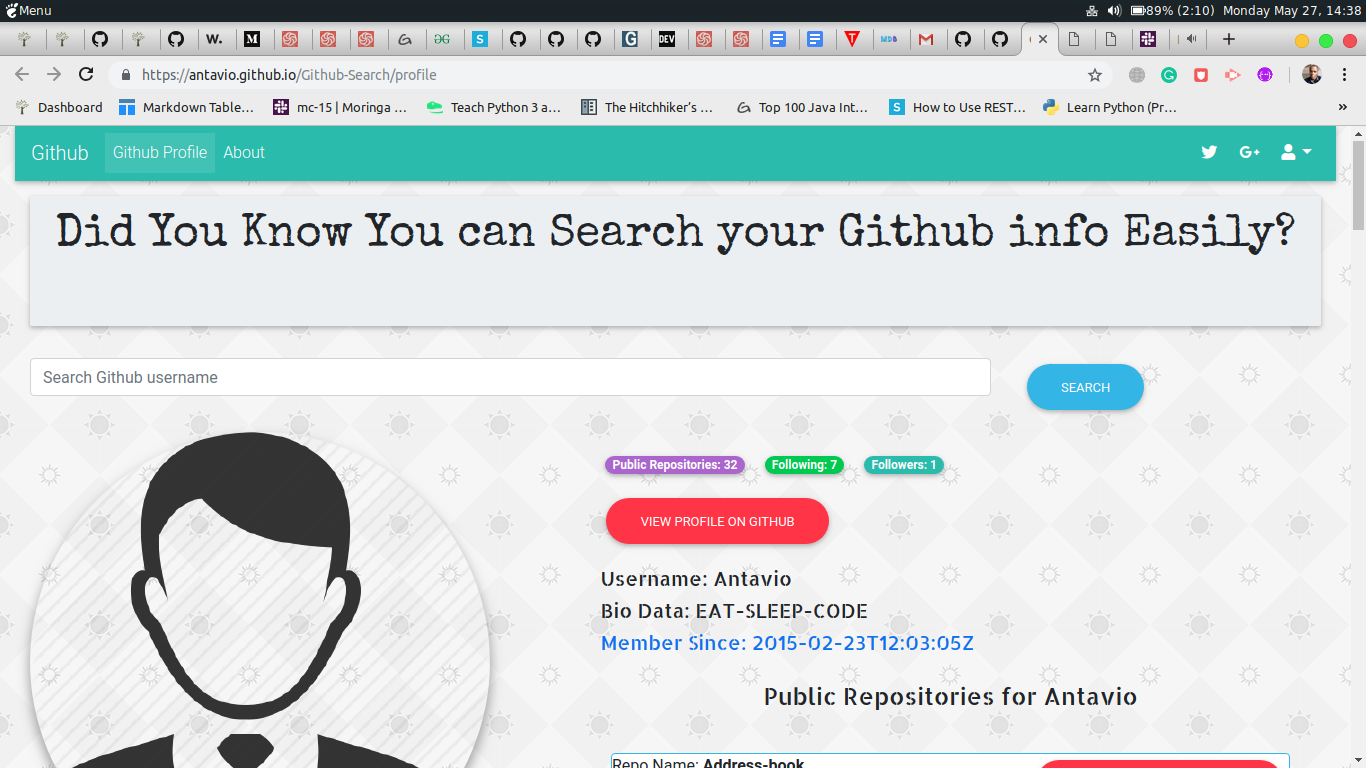 Menu
89% (2:10) Monday May 27, 14:38
W.
M
ƏG
S
G
DEV
T
MDB
https://antavio.github.io/Github-Search/profile
Dashboard
Markdown Table...
mc-15 | Moringa ...
Teach Python 3 a...
The Hitchhiker's ...
Top 100 Java Int...
S How to Use REST...
Learn Python (Pr...
»
Github Github Profile About
G+
Did You Know You can Search your Github info Easily?
Search Github username
SEARCH
Public Repositories: 32 Following: 7 Followers: 1
VIEW PROFILE ON GITHUB
Username: Antavio
Bio Data: EAT-SLEEP-CODE
Member Since: 2015-02-23T12:03:05Z
Public Repositories for Antavio
Repo Name: Address-book